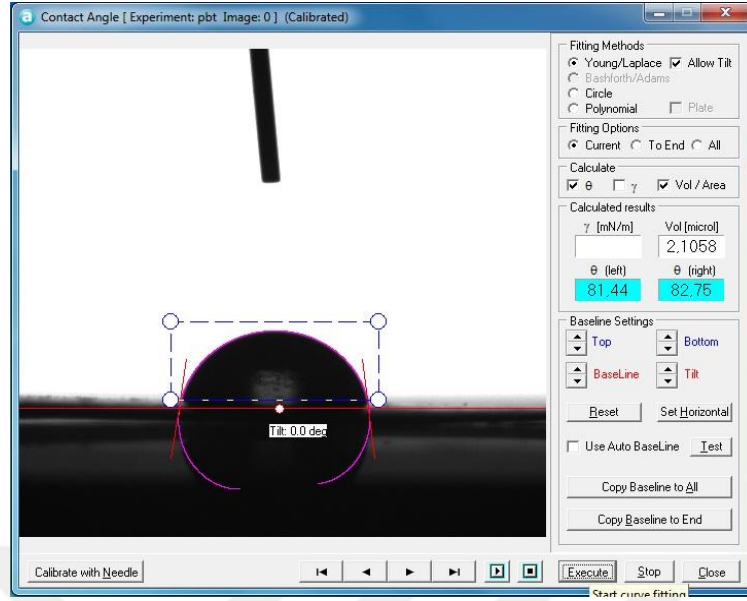 Contact Angle [ Experiment: pbt Image: 0 ] (Calibrated)
Fitting Methods
Young/Laplace Allow Tilt
Bashforth/Adams
Circle
Polynomial Plate
Fitting Options
Current To End All
Calculate
θ γ Vol / Area
Calculated results
γ [mN/m] Vol [microl]
2,1058
θ (left) θ (right)
81,44 82,75
Baseline Settings
Top Bottom
BaseLine Tilt
Reset Set Horizontal
Use Auto BaseLine Test
Copy Baseline to All
Copy Baseline to End
Tilt: 0.0 deg
Calibrate with Needle Execute Stop Close
Start curve fitting